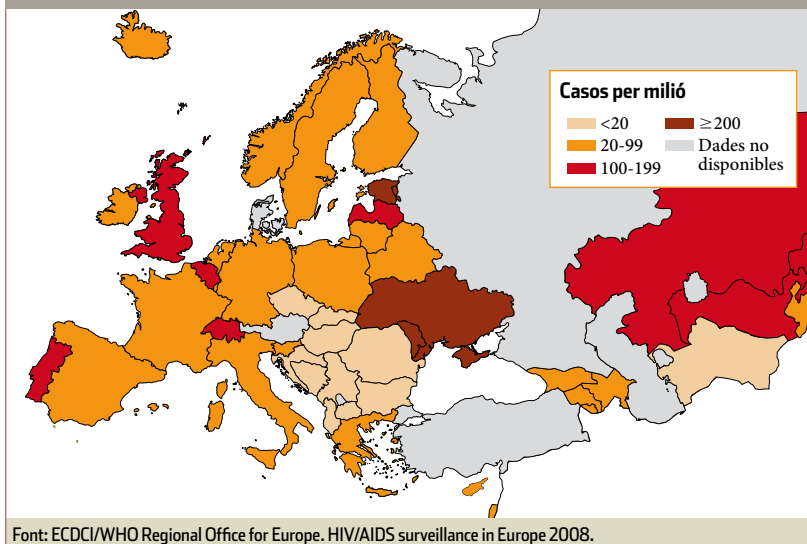 Casos per milió
<20
20-99
100-199
≥200
Dades no
disponibles
Font: ECDCI/WHO Regional Office for Europe. HIV/AIDS surveillance in Europe 2008.